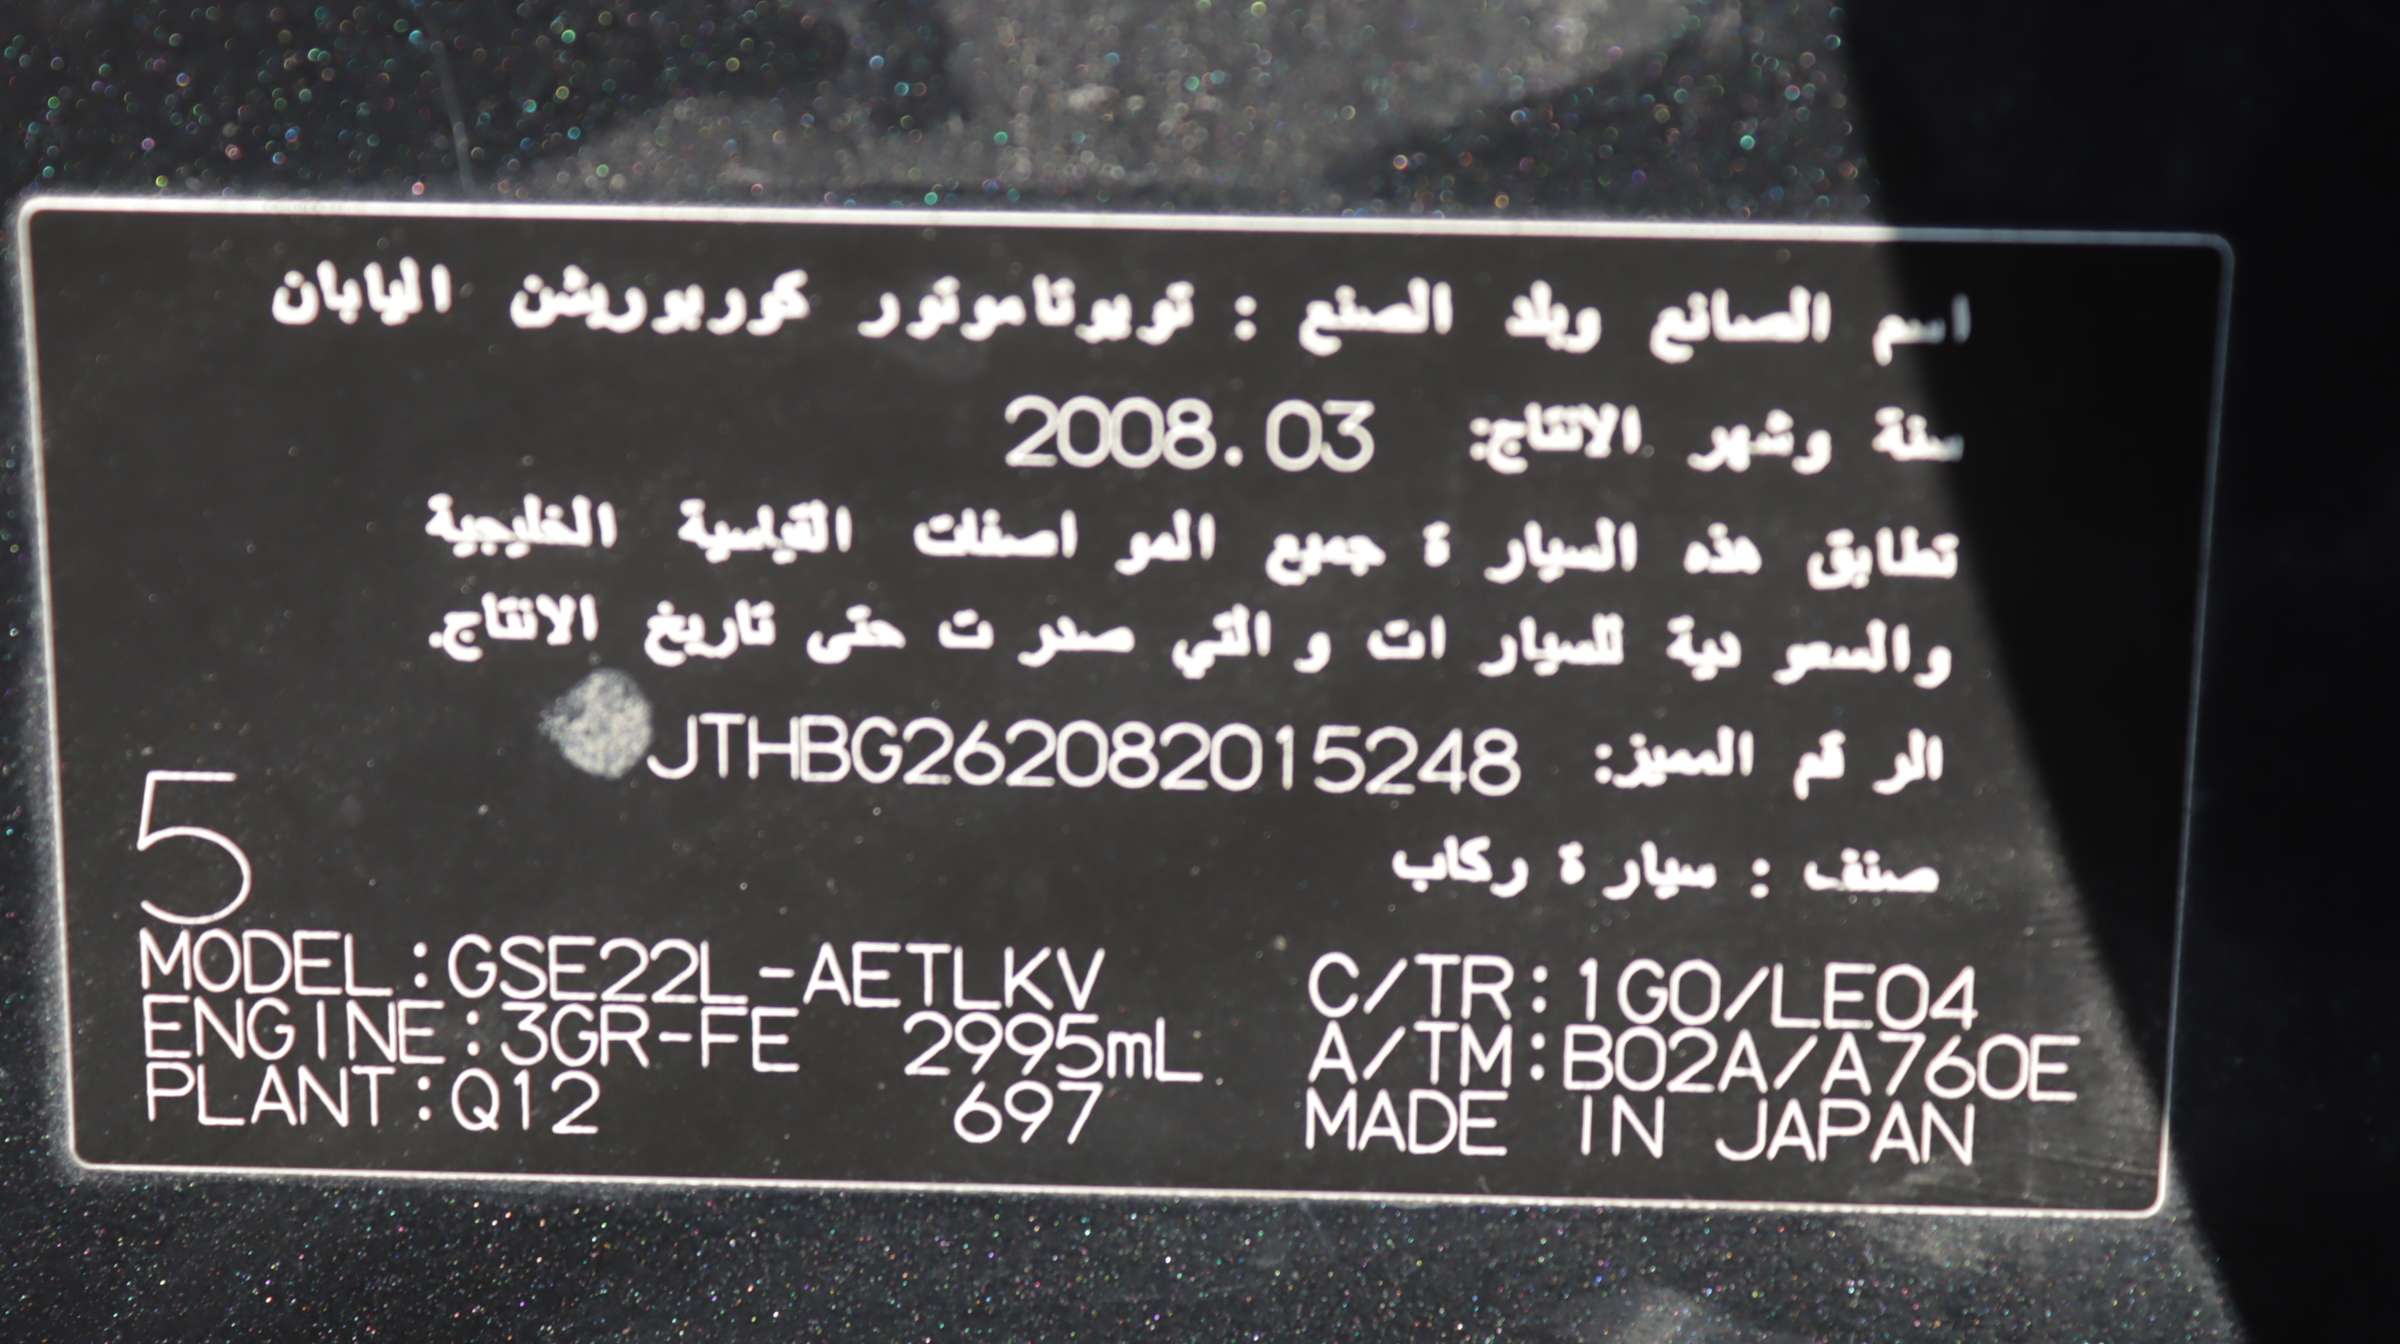 اسم الصانع وبلد الصنع : تويوتاموتور كوربوريشن اليابان
سنة وشهر الانتاج: 2008.03
تطابق هذه السيارة جميع المواصفات القياسية الخليجية
والسعودية للسيارات والتي صدرت حتى تاريخ الانتاج.
الرقم المميز: JTHBG262082015248
صنف : سيارة ركاب
5
MODEL:GSE22L-AETLKV C/TR:1G0/LE04
ENGINE:3GR-FE 2995mL A/TM:B02A/A760E
PLANT:Q12 697 MADE IN JAPAN